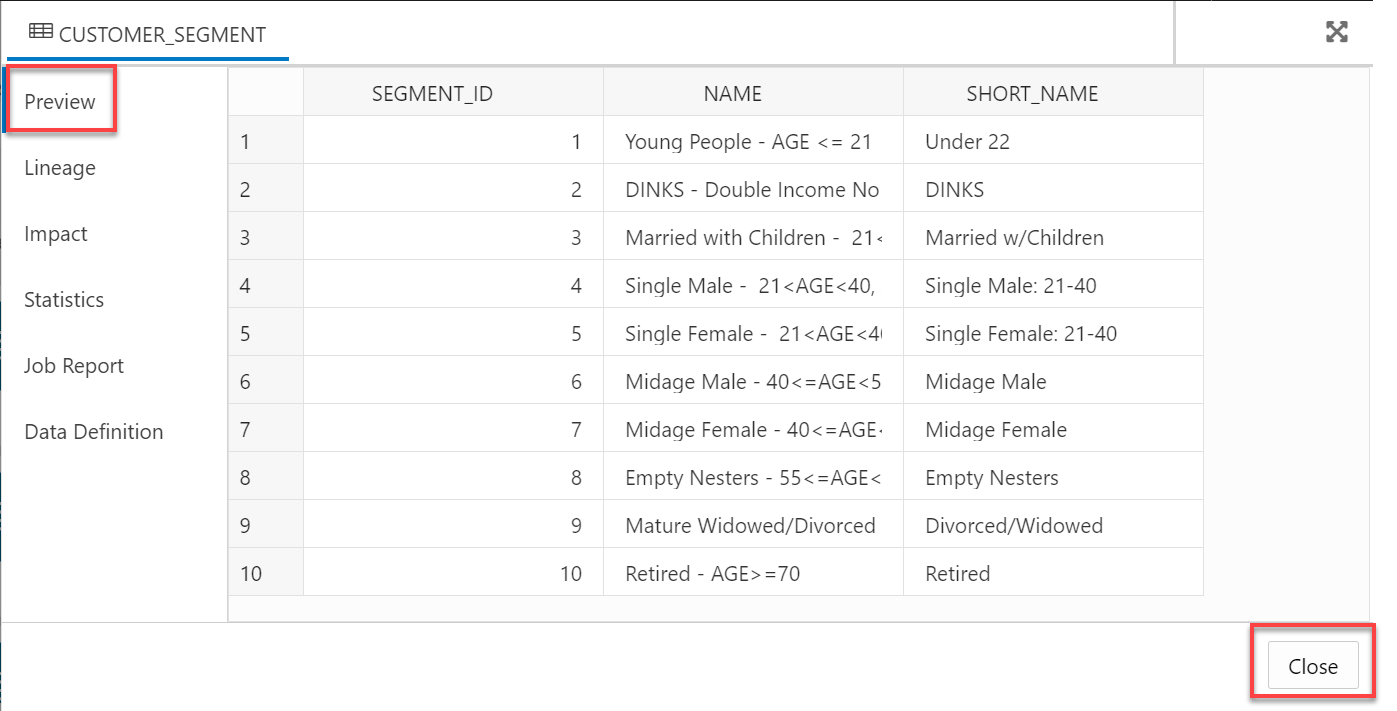 CUSTOMER_SEGMENT
Preview
Lineage
Impact
Statistics
Job Report
Data Definition
SEGMENT_ID NAME SHORT_NAME
1 1 Young People - AGE <= 21 Under 22
2 2 DINKS - Double Income No DINKS
3 3 Married with Children - 21< Married w/Children
4 4 Single Male - 21<AGE<40, Single Male: 21-40
5 5 Single Female - 21<AGE<4 Single Female: 21-40
6 6 Midage Male - 40<=AGE<5 Midage Male
7 7 Midage Female - 40<=AGE< Midage Female
8 8 Empty Nesters - 55<=AGE< Empty Nesters
9 9 Mature Widowed/Divorced Divorced/Widowed
10 10 Retired - AGE>=70 Retired
Close